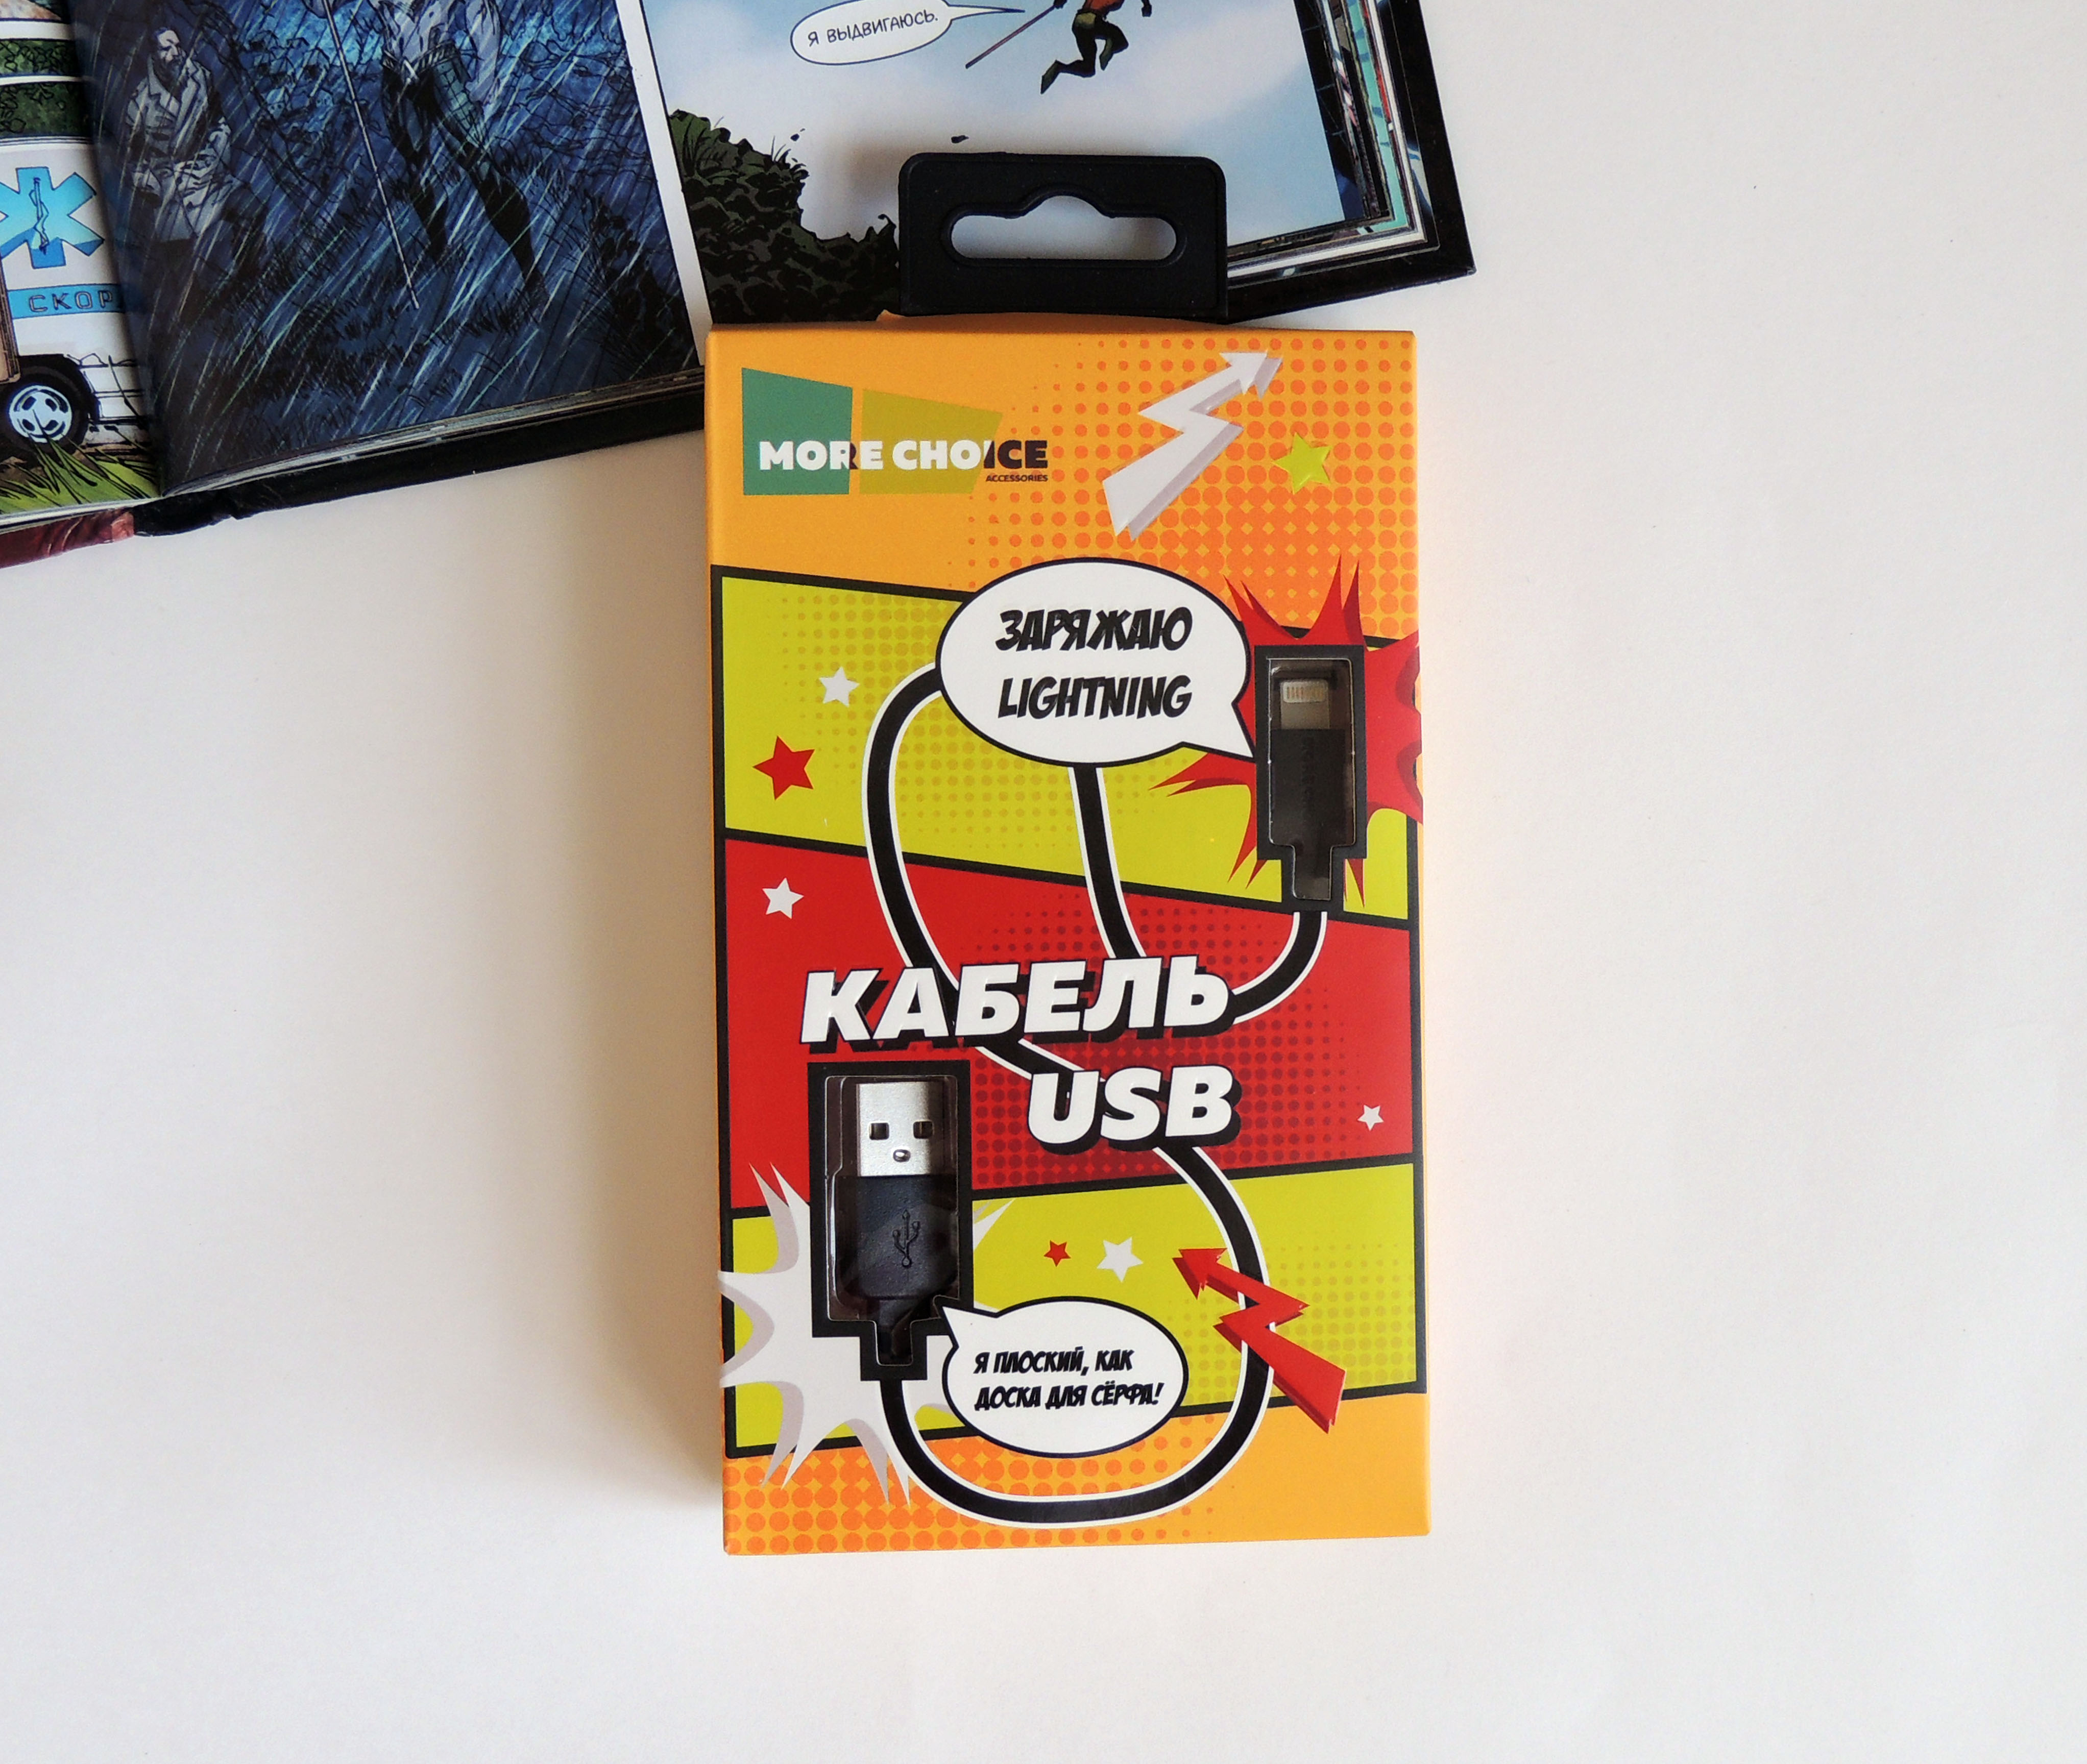 Я ВЫДВИГАЮСЬ.
СКОР
MORE CHOICE
ACCESSORIES
ЗАРЯЖАЮ
LIGHTNING
КАБЕЛЬ
USB
Я ПЛОСКИЙ, КАК
ДОСКА ДЛЯ СЁРФА!